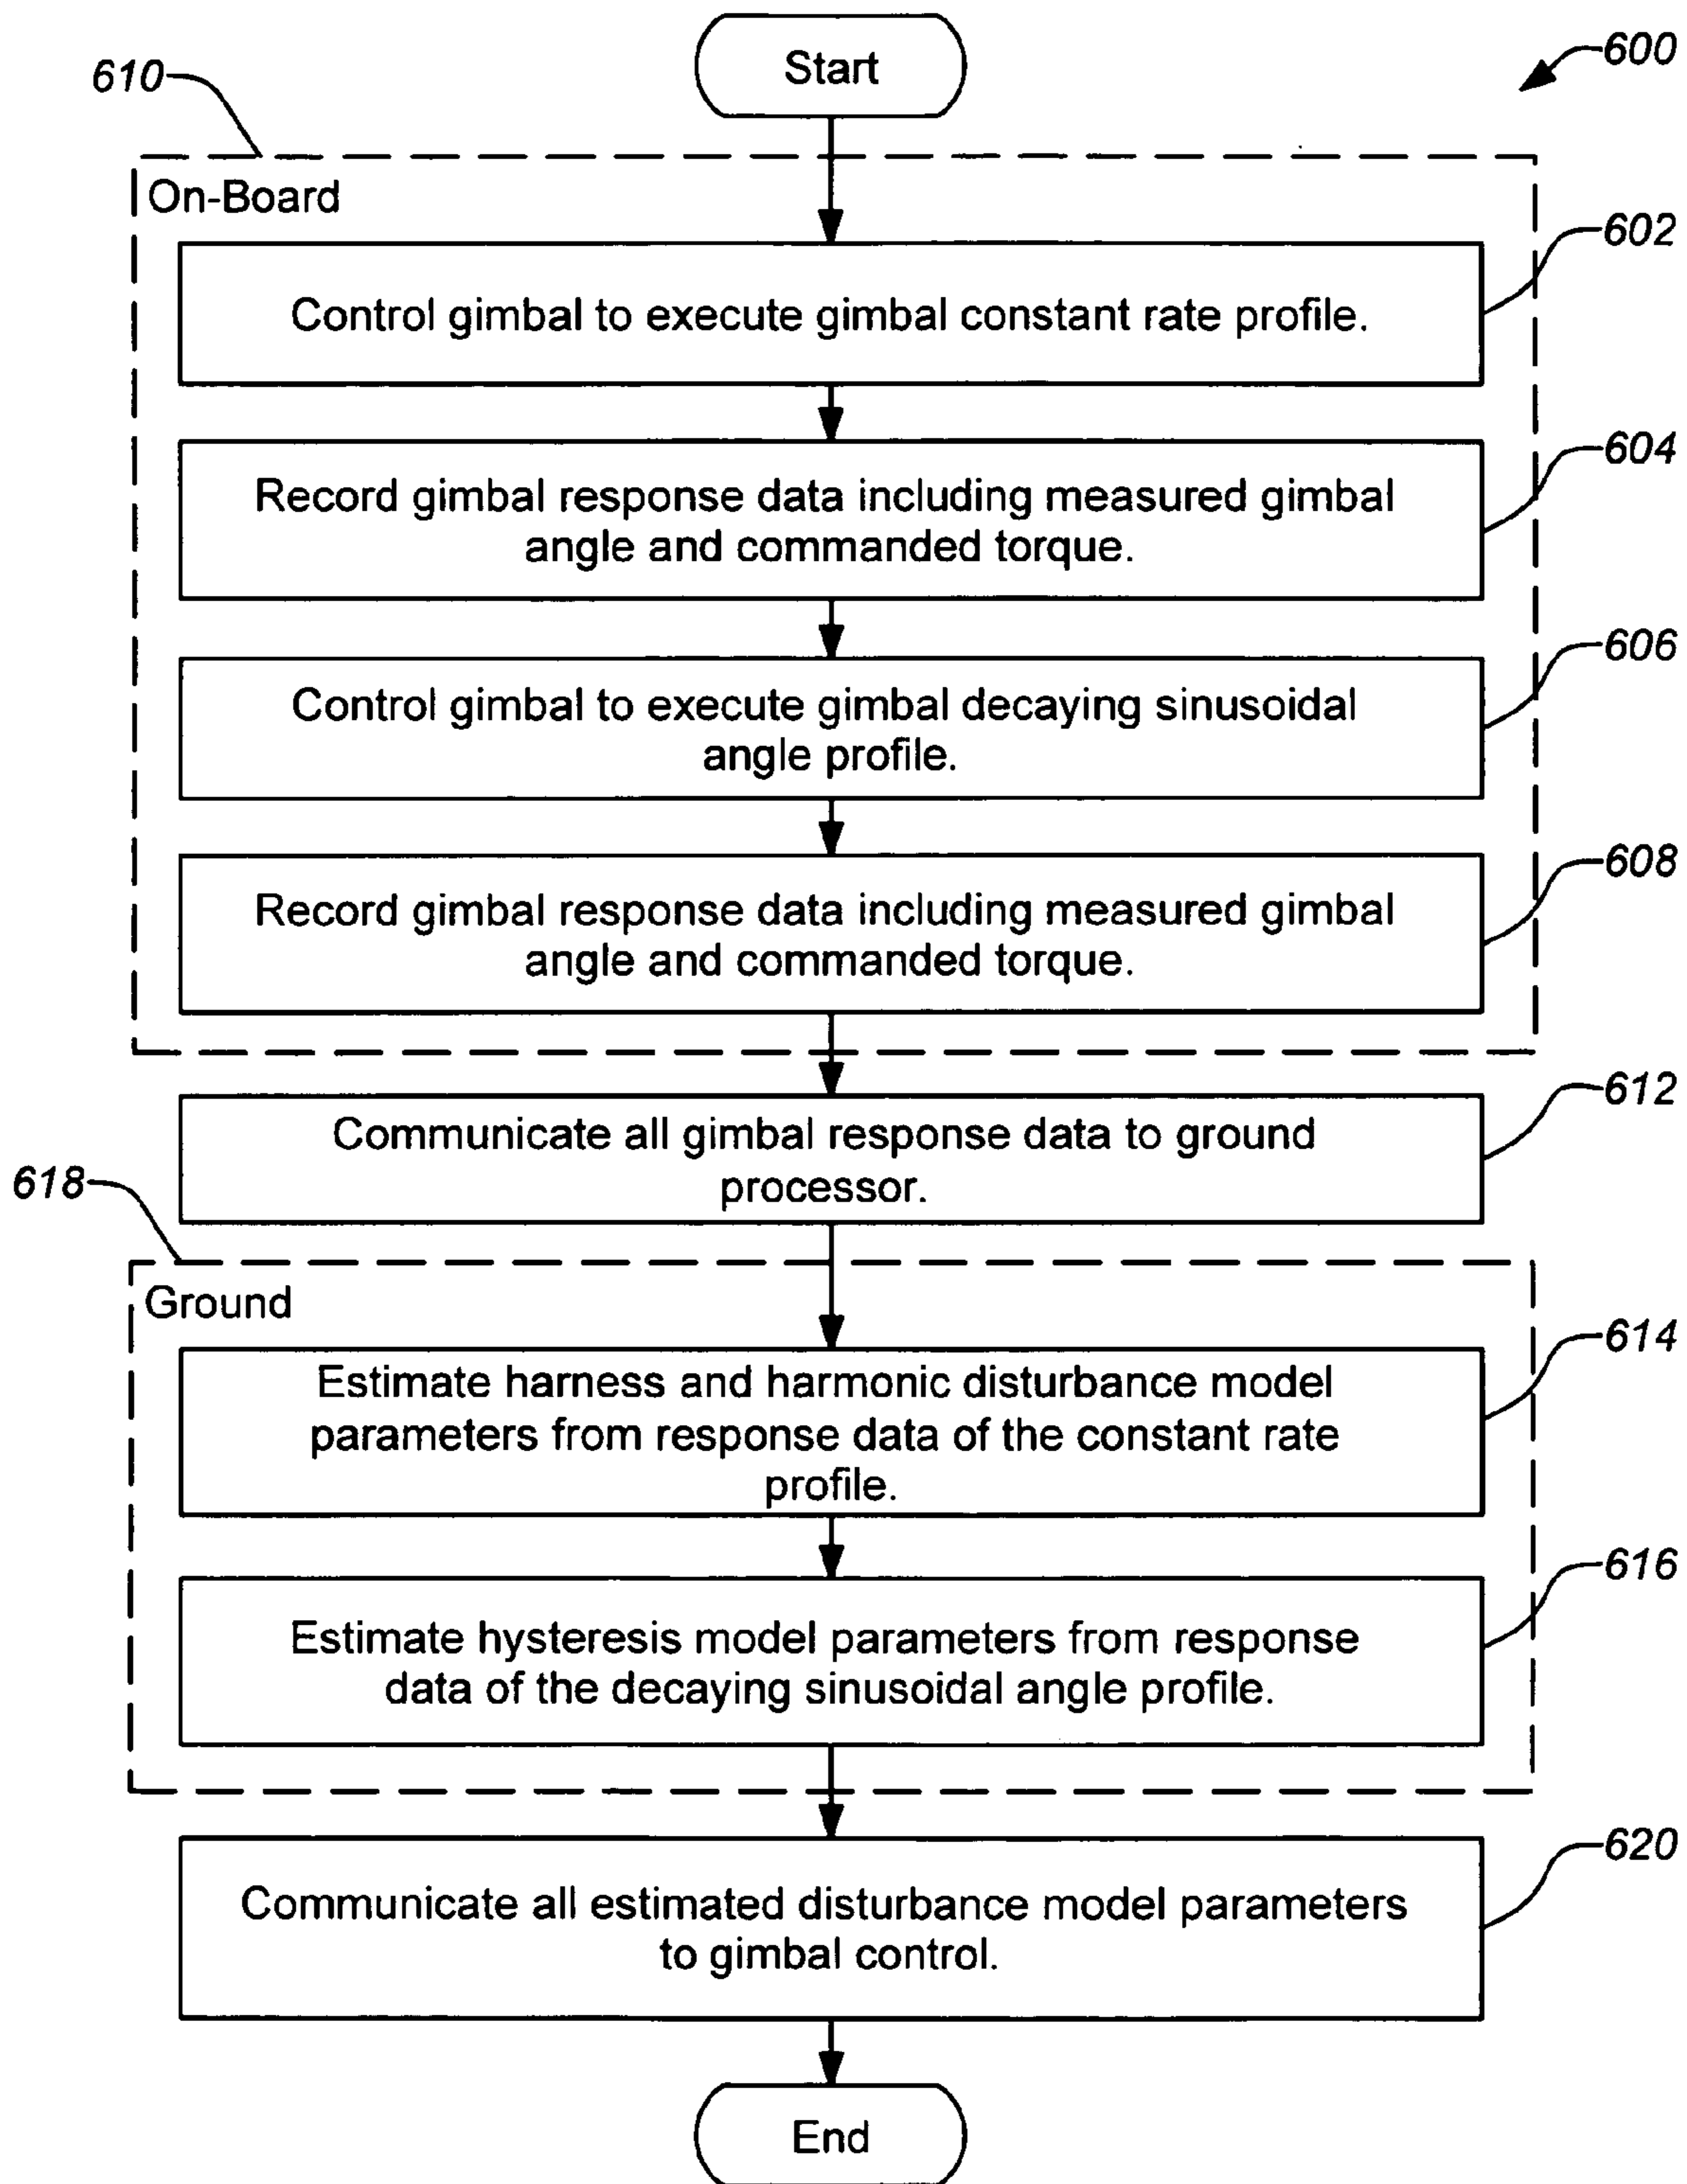 Start
600
610
On-Board
602
Control gimbal to execute gimbal constant rate profile.
604
Record gimbal response data including measured gimbal
angle and commanded torque.
606
Control gimbal to execute gimbal decaying sinusoidal
angle profile.
608
Record gimbal response data including measured gimbal
angle and commanded torque.
612
Communicate all gimbal response data to ground
processor.
618
Ground
614
Estimate harness and harmonic disturbance model
parameters from response data of the constant rate
profile.
616
Estimate hysteresis model parameters from response
data of the decaying sinusoidal angle profile.
620
Communicate all estimated disturbance model parameters
to gimbal control.
End